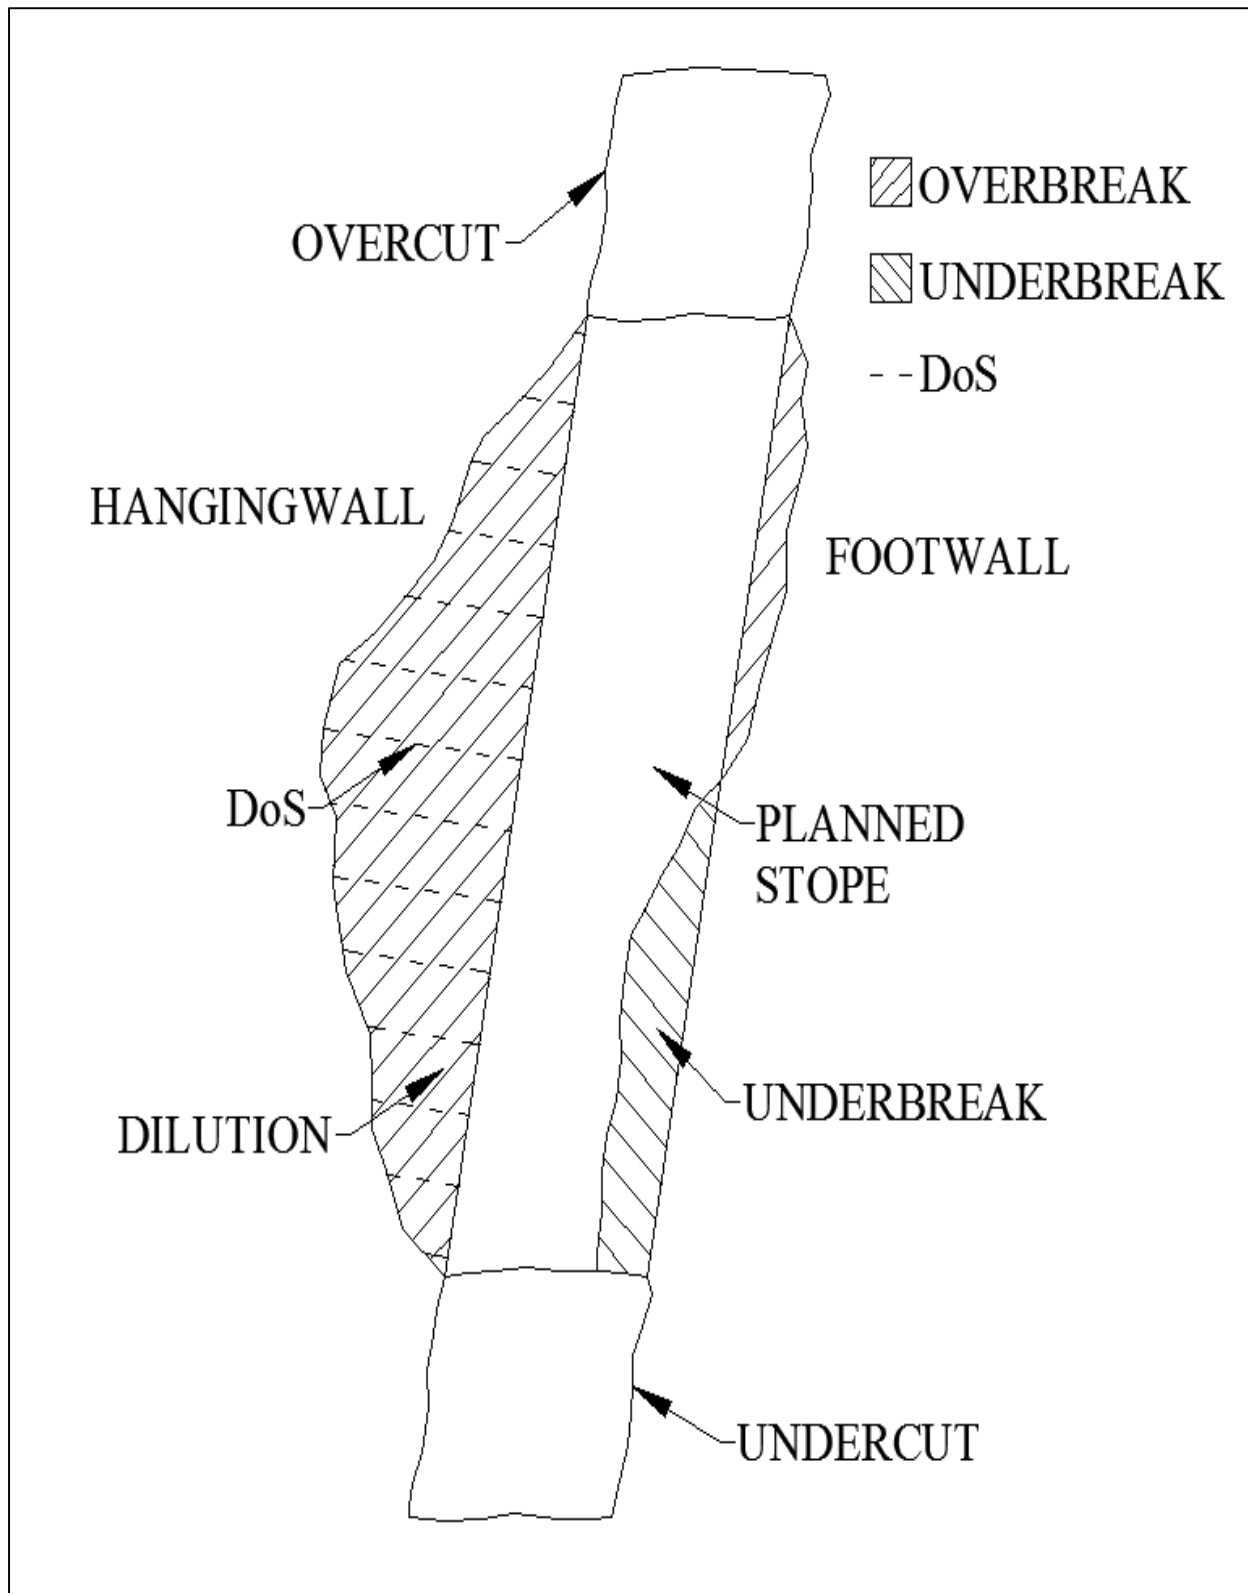 OVERBREAK
OVERCUT
UNDERBREAK
- - DoS
HANGINGWALL
FOOTWALL
DoS
PLANNED
STOPE
UNDERBREAK
DILUTION
UNDERCUT